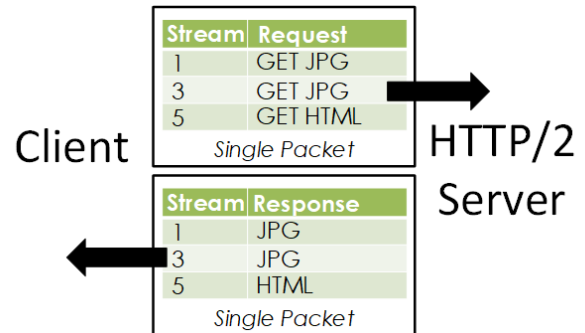 Stream Request
1 GET JPG
3 GET JPG
5 GET HTML
Single Packet
Client
HTTP/2
Server
Stream Response
1 JPG
3 JPG
5 HTML
Single Packet